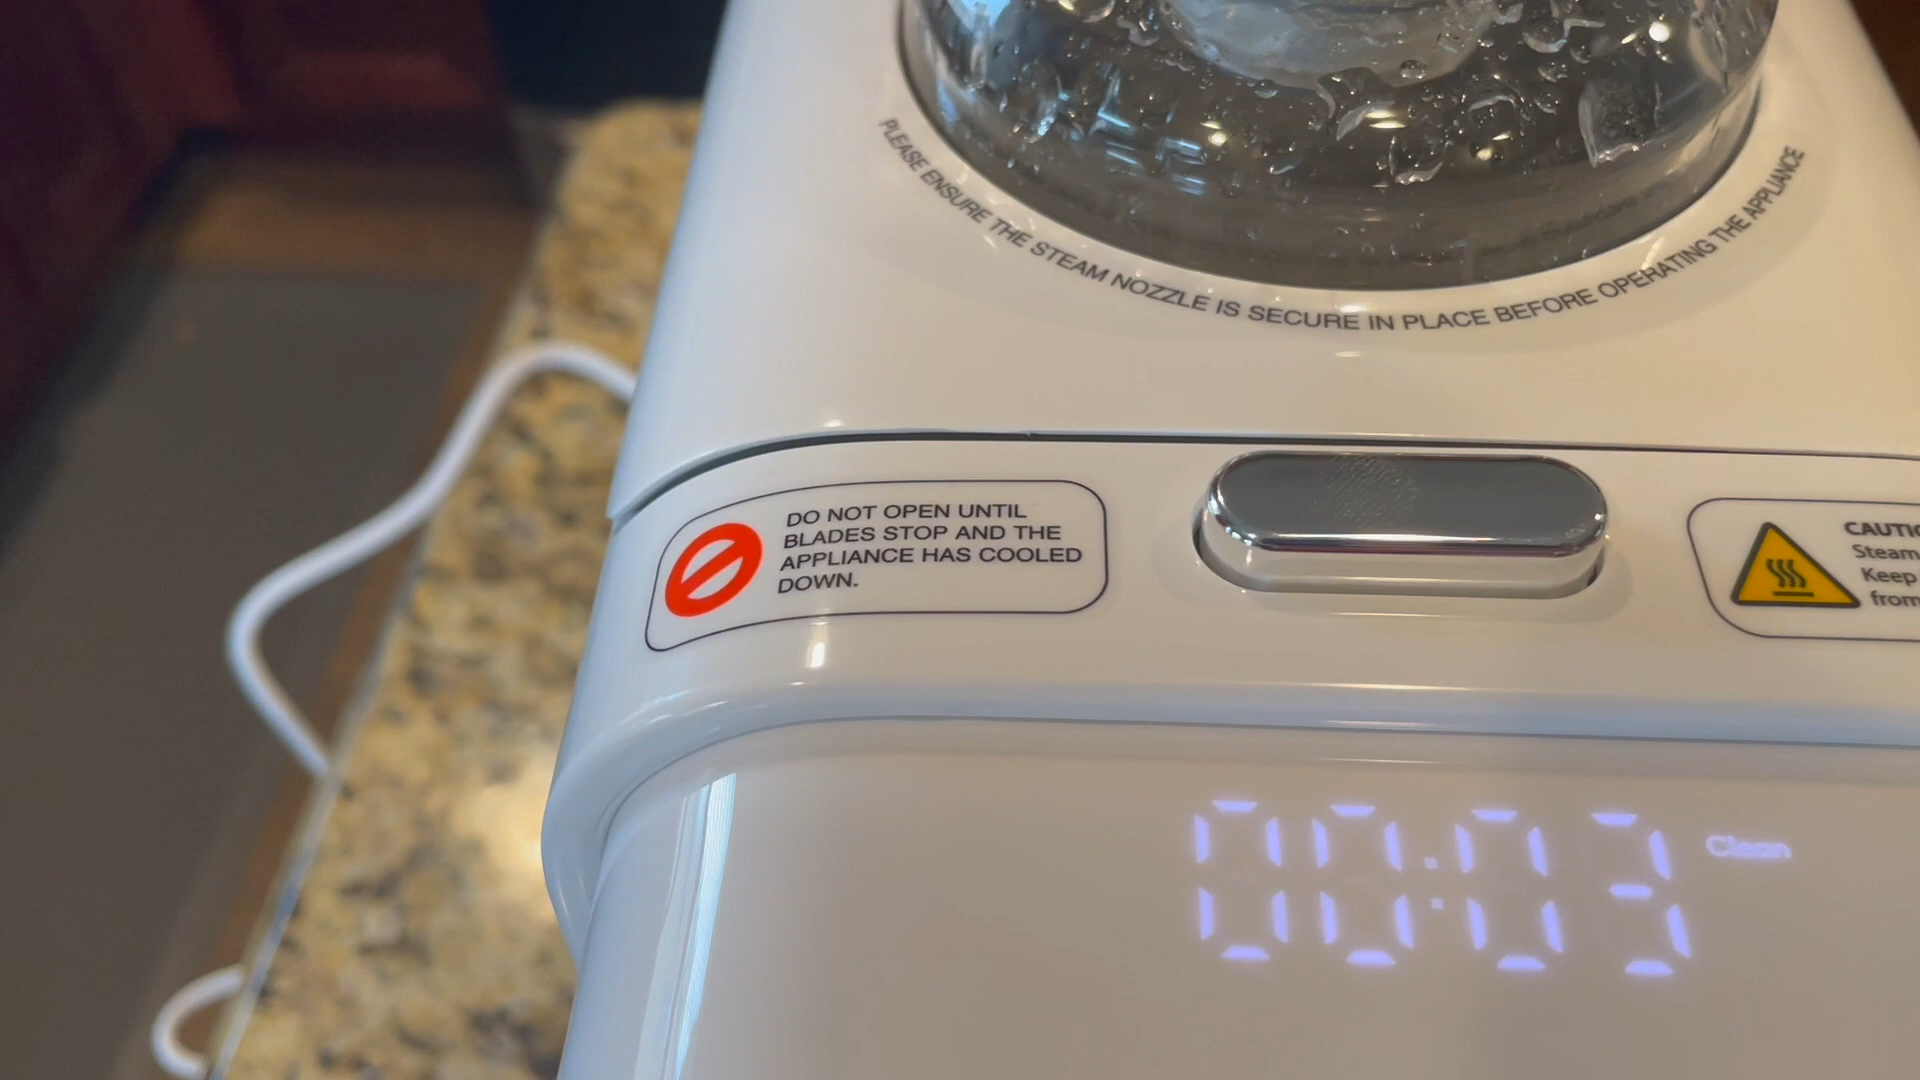 PLEASE ENSURE THE STEAM NOZZLE IS SECURE IN PLACE BEFORE OPERATING THE APPLIANCE
DO NOT OPEN UNTIL
BLADES STOP AND THE
APPLIANCE HAS COOLED
DOWN.
Steam
Keep
from
00:03 Clean